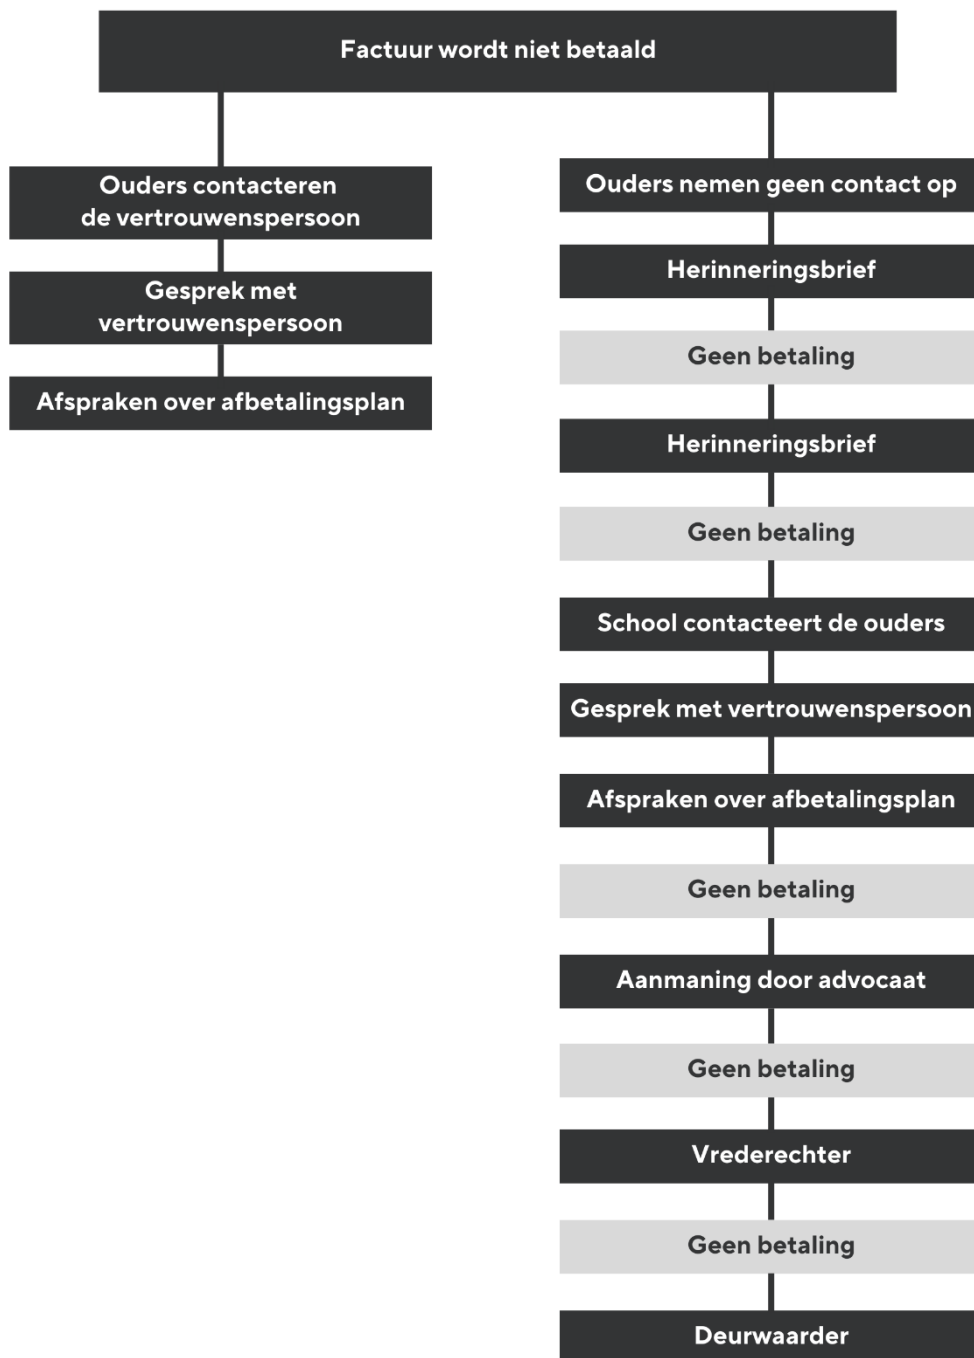 Factuur wordt niet betaald
Ouders contacteren
de vertrouwenspersoon
Gesprek met
vertrouwenspersoon
Afspraken over afbetalingsplan
Ouders nemen geen contact op
Herinneringsbrief
Geen betaling
Herinneringsbrief
Geen betaling
School contacteert de ouders
Gesprek met vertrouwenspersoon
Afspraken over afbetalingsplan
Geen betaling
Aanmaning door advocaat
Geen betaling
Vrederechter
Geen betaling
Deurwaarder